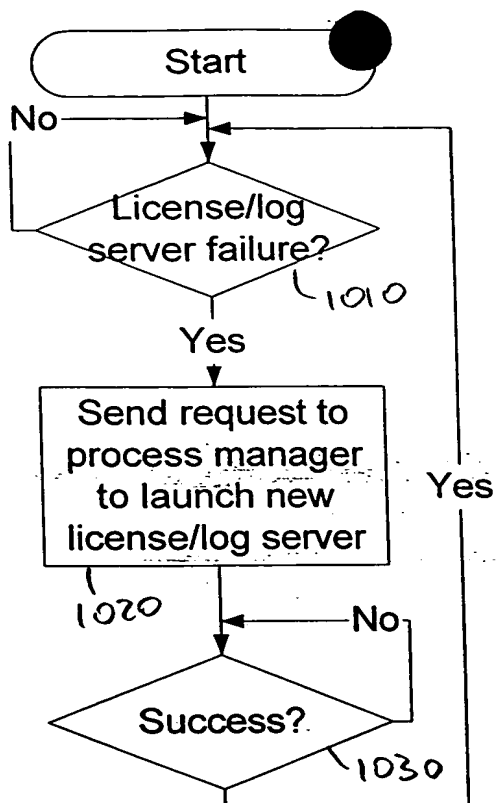 Start
No
License/log
server failure?
1010
Yes
Send request to
process manager
to launch new
license/log server
Yes
1020
No
Success?
1030